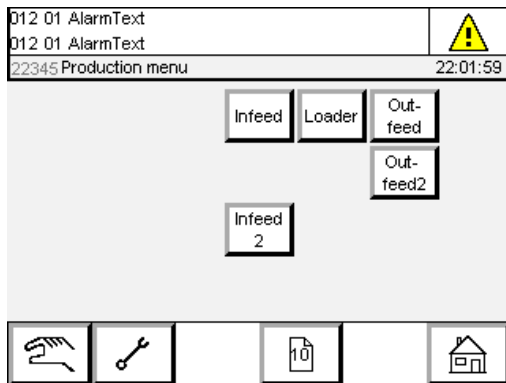 012 01 AlarmText
012 01 AlarmText
22345 Production menu 22:01:59
Infeed Loader Out-
feed
Out-
feed2
Infeed
2
10